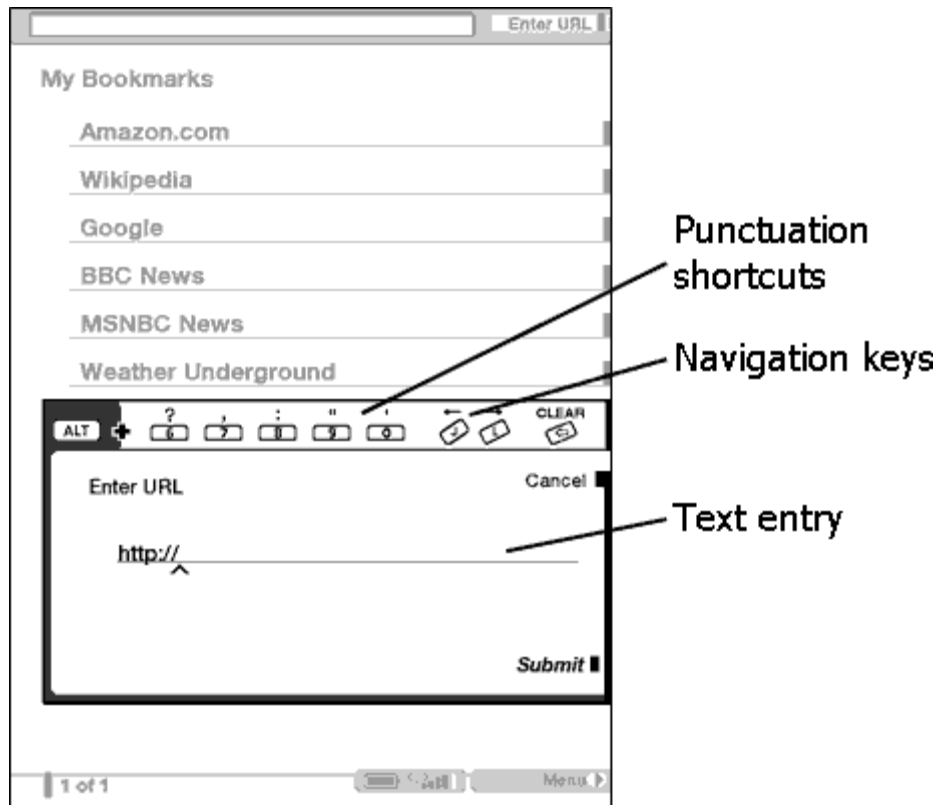 Enter URL
My Bookmarks
Amazon.com
Wikipedia
Google
BBC News
MSNBC News
Weather Underground
Punctuation
shortcuts
Navigation keys
? , : " ' ← → CLEAR
ALT + 6 7 8 9 0
Enter URL
Cancel
http://
Text entry
Submit
1 of 1
Menu